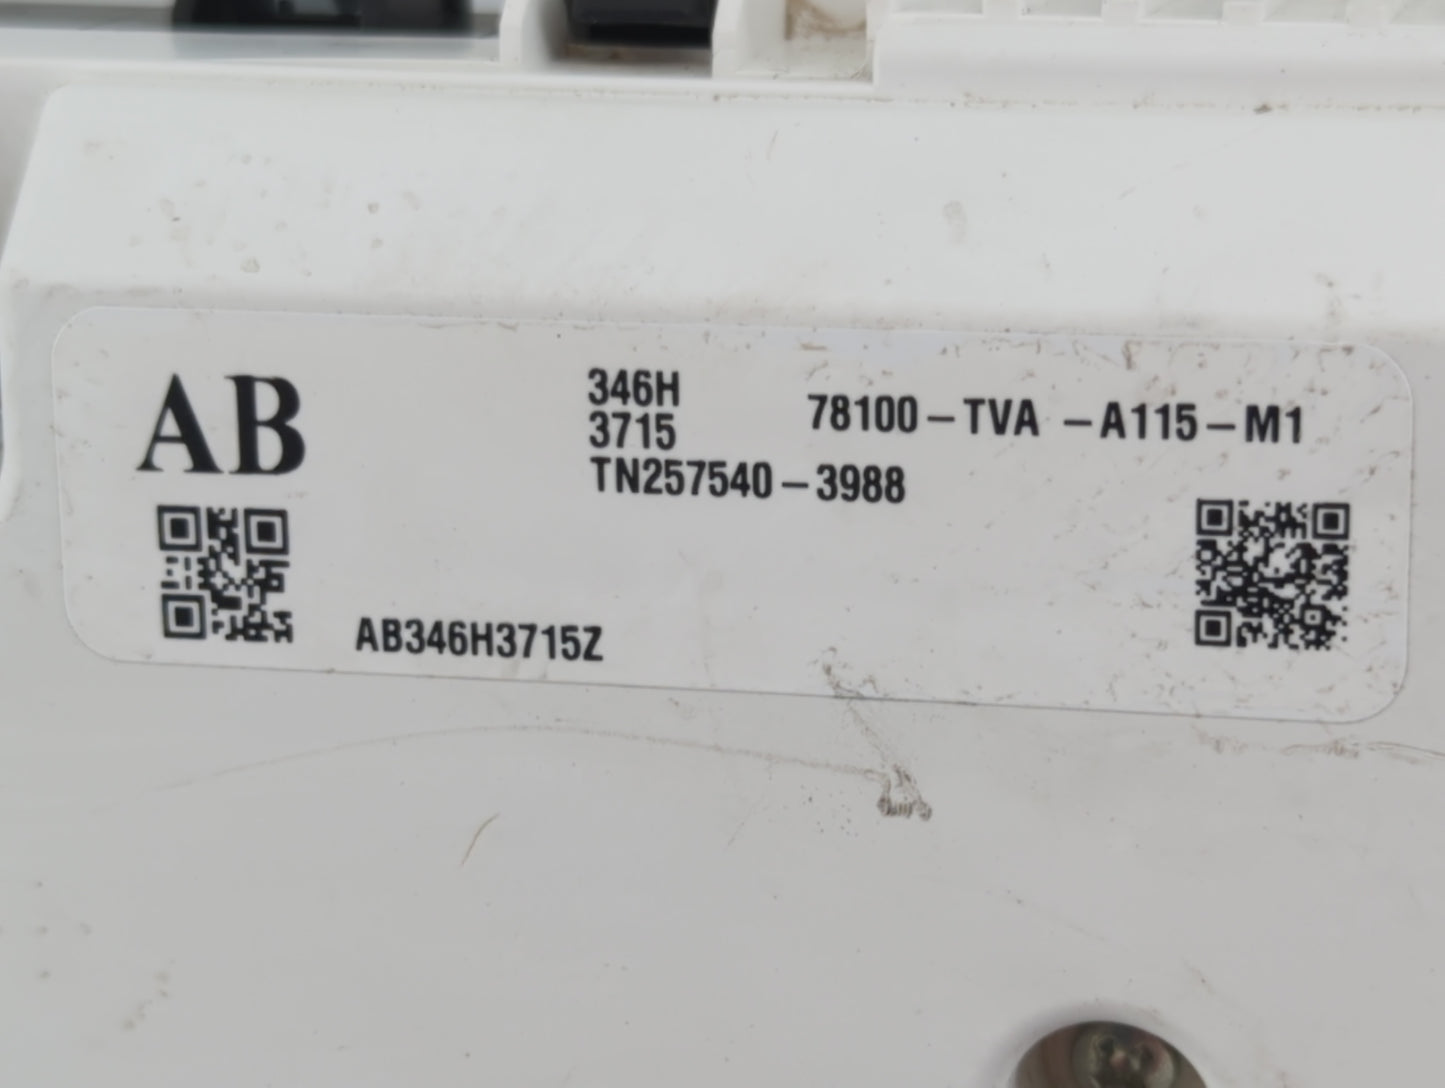 AB
346H
3715
78100-TVA -A115-M1
TN257540-3988
AB346H3715Z